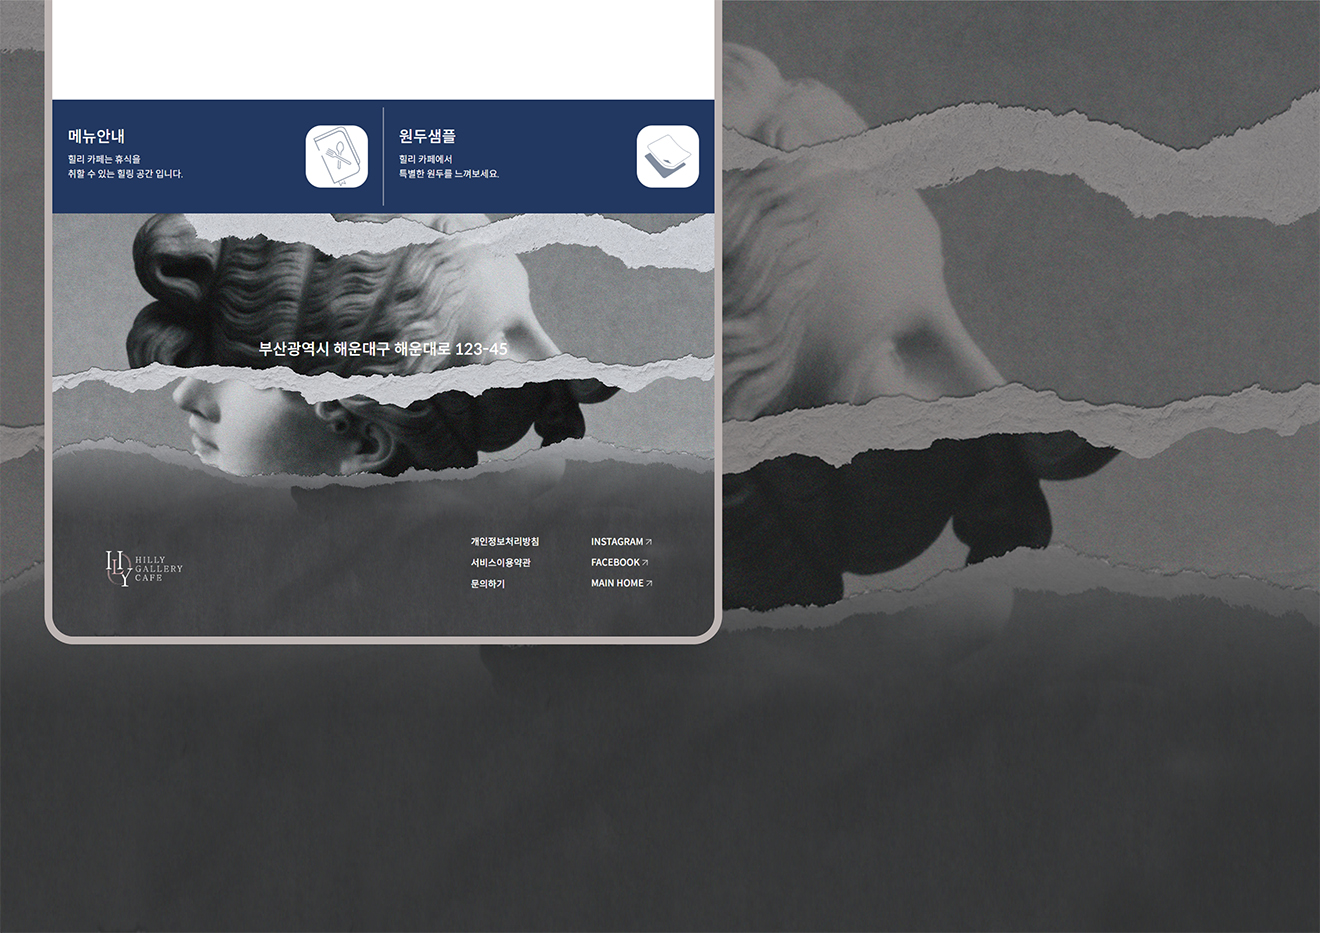 메뉴안내
힐리 카페는 휴식을
취할 수 있는 힐링 공간 입니다.
원두샘플
힐리 카페에서
특별한 원두를 느껴보세요.
부산광역시 해운대구 해운대로 123-45
HLY
HILLY
GALLERY
CAFE
개인정보처리방침
서비스이용약관
문의하기
INSTAGRAM
FACEBOOK
MAIN HOME